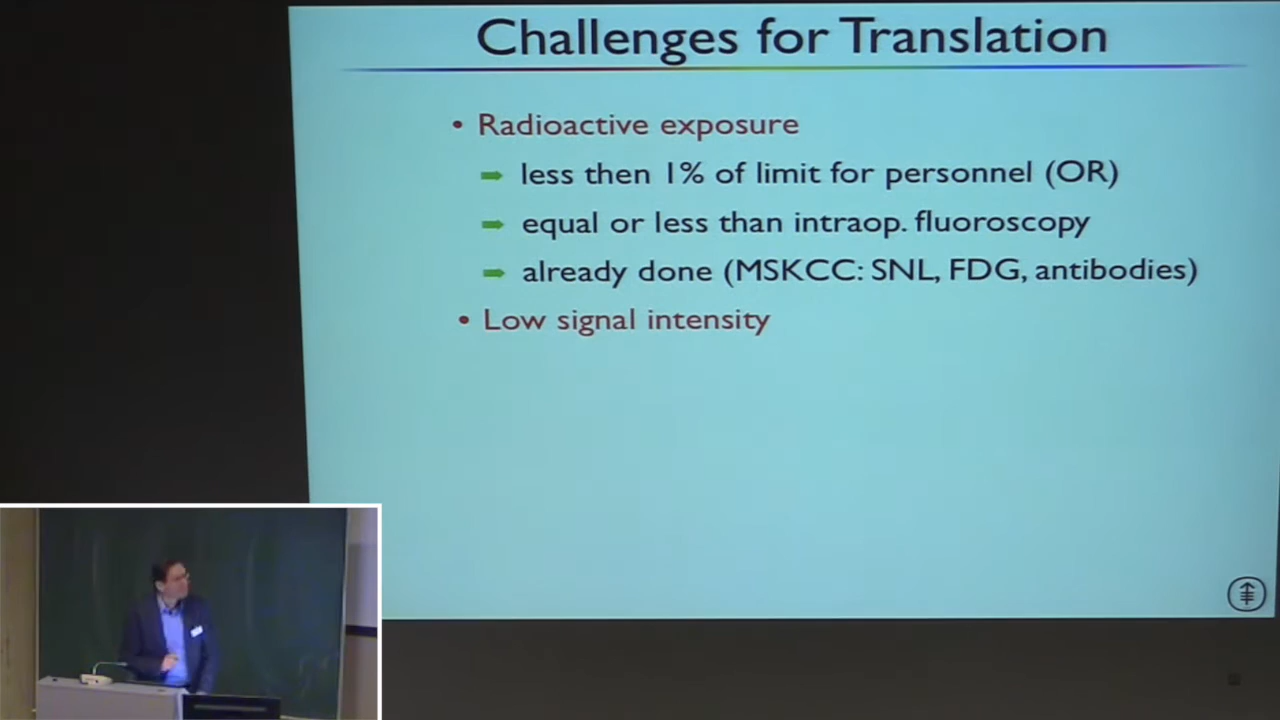 Challenges for Translation
• Radioactive exposure
➡ less then 1% of limit for personnel (OR)
➡ equal or less than intraop. fluoroscopy
➡ already done (MSKCC: SNL, FDG, antibodies)
• Low signal intensity